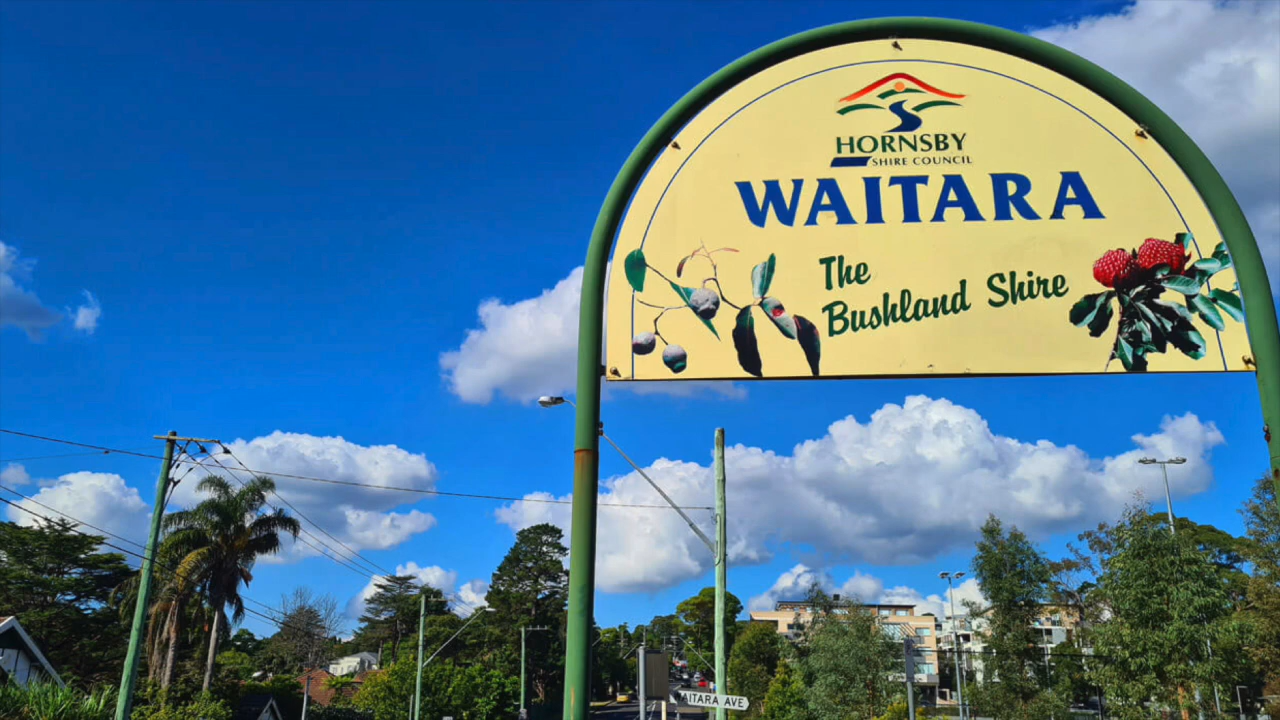 HORNSBY
SHIRE COUNCIL
WAITARA
The
Bushland Shire
WAITARA AVE